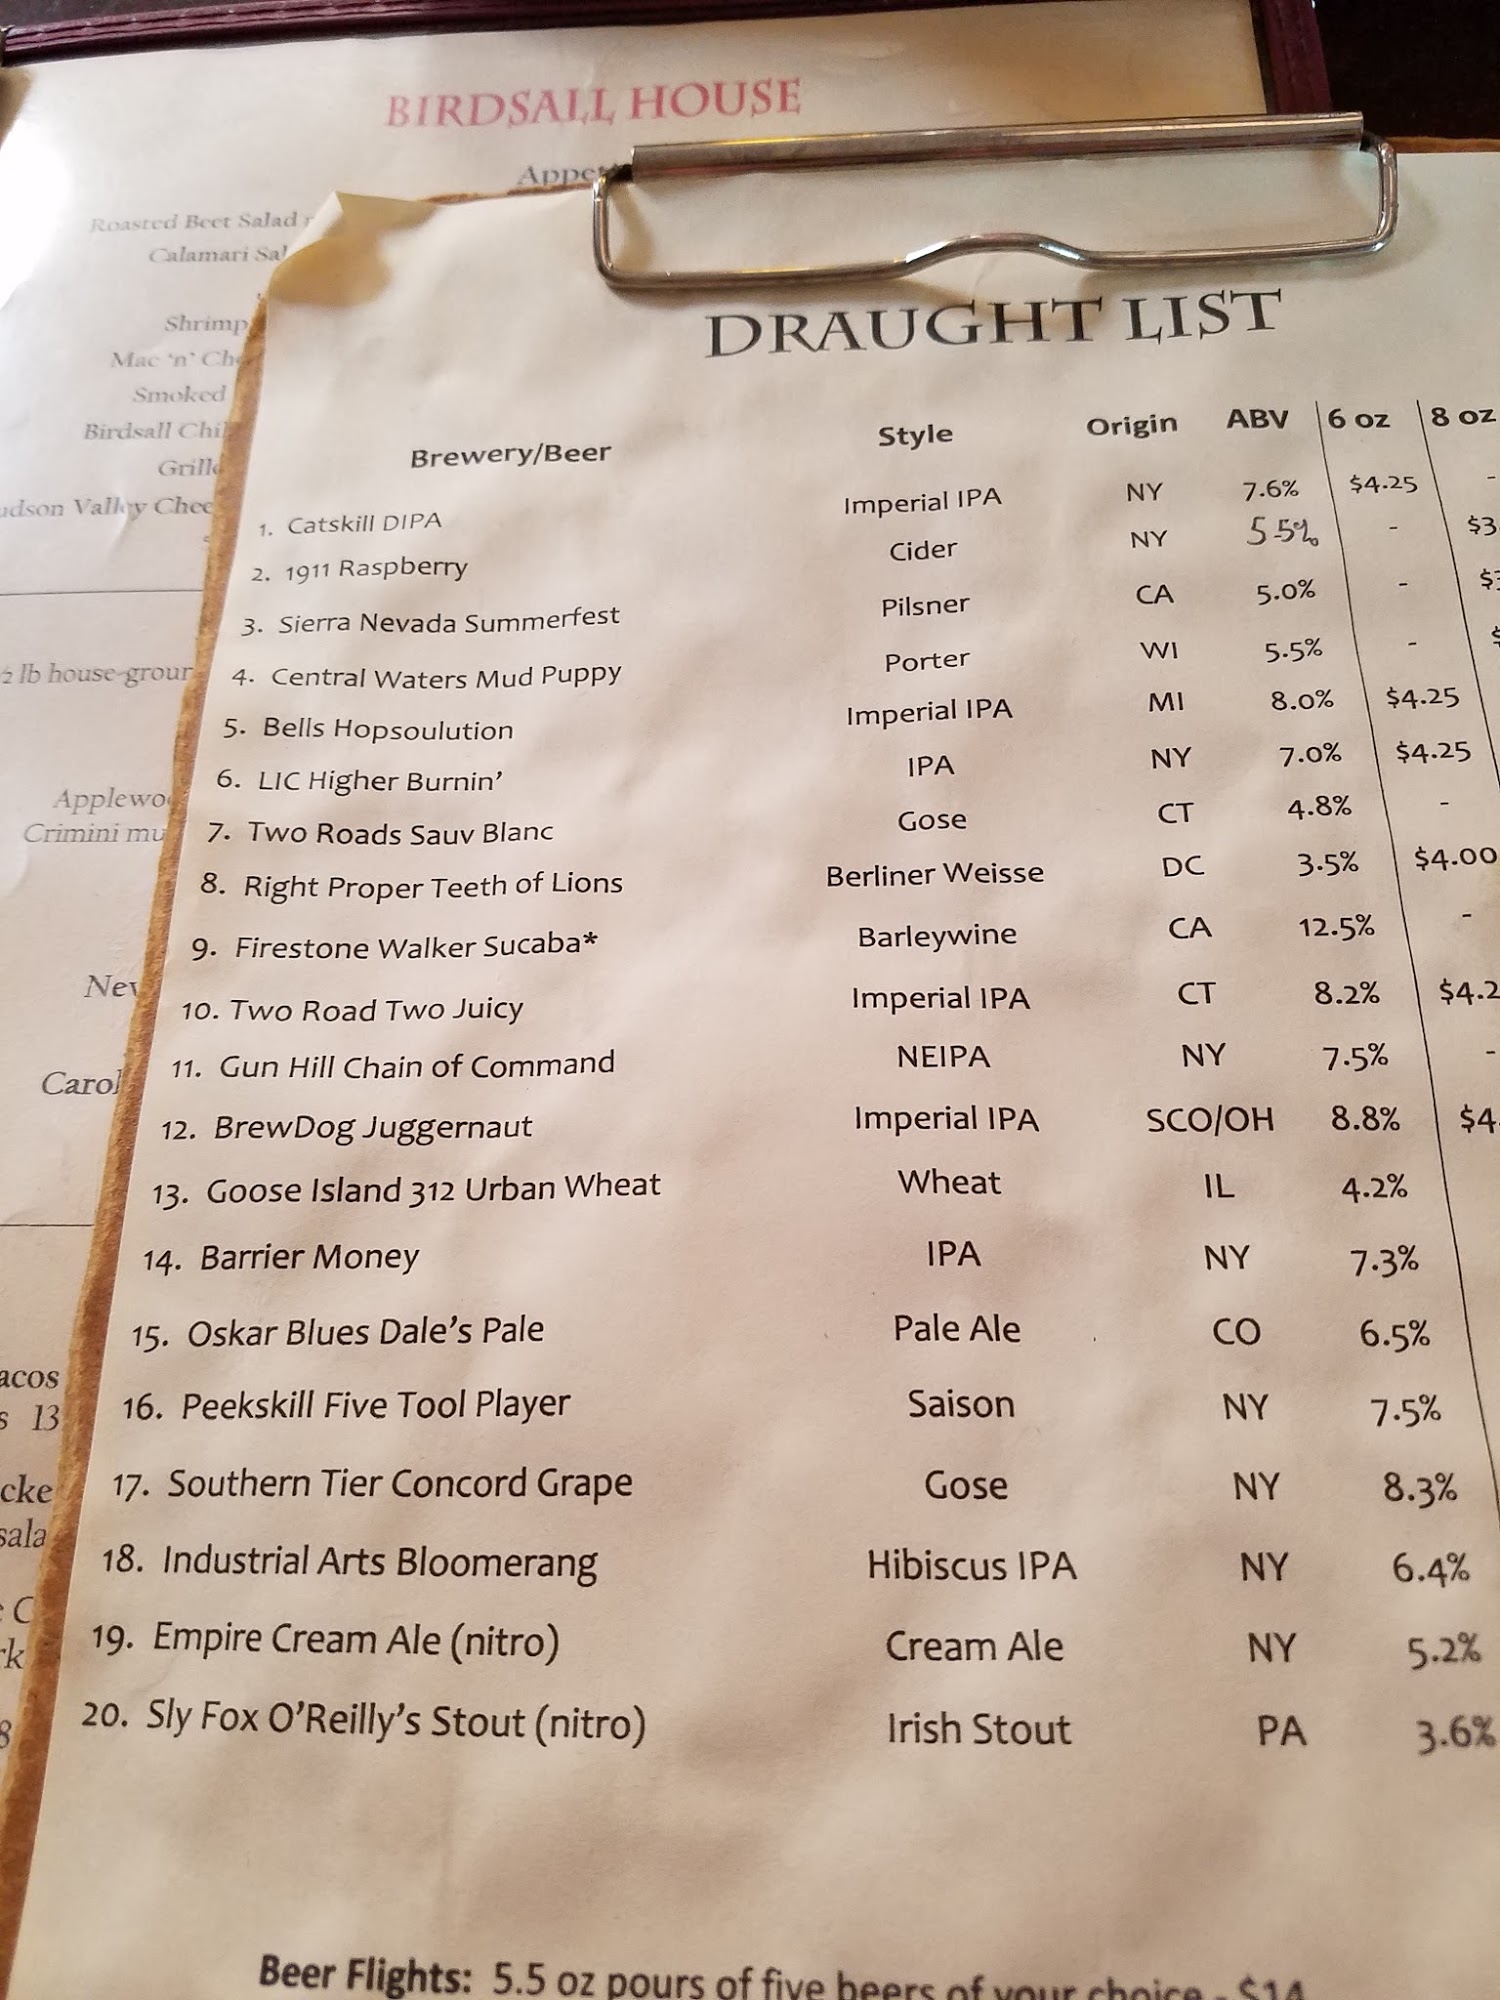 BIRDSALL HOUSE
Roasted Beet Salad
Calamari
Shrimp
Mac 'n'
Smoked
Birdsall
Valley
½ lb
Crimini
acos
s 13
DRAUGHT LIST
Brewery/Beer Style Origin ABV 6 oz 8 oz
1. Catskill DIPA Imperial IPA NY 7.6% $4.25 -
2. 1911 Raspberry Cider NY 5.5% - $3
3. Sierra Nevada Summerfest Pilsner CA 5.0% -
4. Central Waters Mud Puppy Porter WI 5.5% -
5. Bells Hopsoulution Imperial IPA MI 8.0% $4.25
6. LIC Higher Burnin' IPA NY 7.0% $4.25
7. Two Roads Sauv Blanc Gose CT 4.8% -
8. Right Proper Teeth of Lions Berliner Weisse DC 3.5% $4.00
9. Firestone Walker Sucaba* Barleywine CA 12.5% -
10. Two Road Two Juicy Imperial IPA CT 8.2% $4.2
11. Gun Hill Chain of Command NEIPA NY 7.5% -
12. BrewDog Juggernaut Imperial IPA SCO/OH 8.8% $4
13. Goose Island 312 Urban Wheat Wheat IL 4.2%
14. Barrier Money IPA NY 7.3%
15. Oskar Blues Dale's Pale Pale Ale CO 6.5%
16. Peekskill Five Tool Player Saison NY 7.5%
17. Southern Tier Concord Grape Gose NY 8.3%
18. Industrial Arts Bloomerang Hibiscus IPA NY 6.4%
19. Empire Cream Ale (nitro) Cream Ale NY 5.2%
20. Sly Fox O'Reilly's Stout (nitro) Irish Stout PA 3.6%
Beer Flights: 5.5 oz pours of five beers of your choice - $14